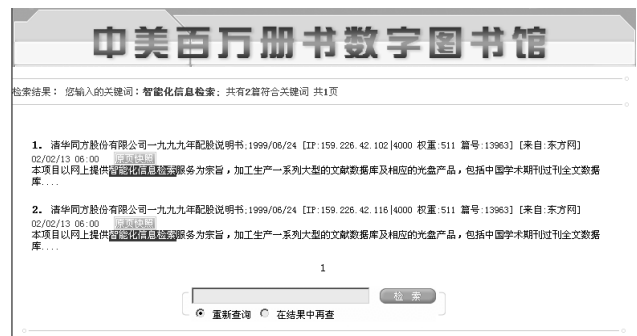 中美百万册书数字图书馆
检索结果： 您输入的关键词：智能化信息检索； 共有2篇符合关键词 共1页
1. 清华同方股份有限公司一九九九年配股说明书:1999/06/24 [IP:159.226.42.102|4000 权重:511 篇号:13963] [来自:东方网]
02/02/13 06:00 原页快照
本项目以网上提供智能化信息检索服务为宗旨，加工生产一系列大型的文献数据库及相应的光盘产品，包括中国学术期刊过刊全文数据
库....
2. 清华同方股份有限公司一九九九年配股说明书:1999/06/24 [IP:159.226.42.116|4000 权重:511 篇号:13963] [来自:东方网]
02/02/13 06:00 原页快照
本项目以网上提供智能化信息检索服务为宗旨，加工生产一系列大型的文献数据库及相应的光盘产品，包括中国学术期刊过刊全文数据
库....
1
检 索
重新查询 在结果中再查